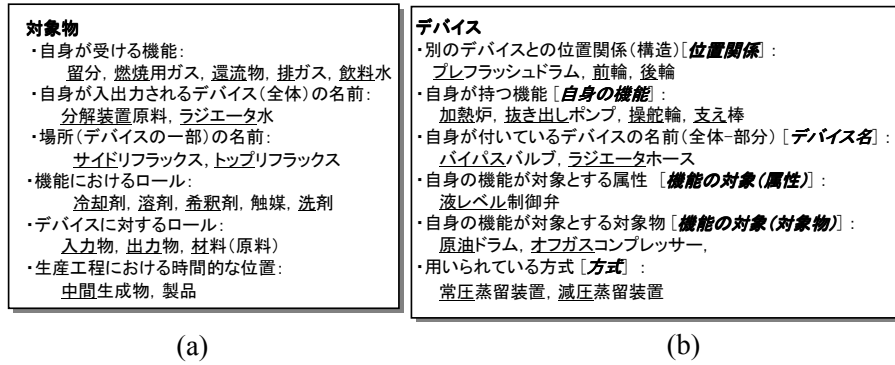 対象物
・自身が受ける機能:
留分, 燃焼用ガス, 還流物, 排ガス, 飲料水
・自身が入出力されるデバイス(全体)の名前:
分解装置原料, ラジエータ水
・場所(デバイスの一部)の名前:
サイドリフラックス, トップリフラックス
・機能におけるロール:
冷却剤, 溶剤, 希釈剤, 触媒, 洗剤
・デバイスに対するロール:
入力物, 出力物, 材料(原料)
・生産工程における時間的な位置:
中間生成物, 製品
(a)
デバイス
・別のデバイスとの位置関係(構造)[位置関係]:
プレフラッシュドラム, 前輪, 後輪
・自身が持つ機能[自身の機能]:
加熱炉, 抜き出しポンプ, 操舵輪, 支え棒
・自身が付いているデバイスの名前(全体-部分)[デバイス名]:
バイパスバルブ, ラジエータホース
・自身の機能が対象とする属性 [機能の対象(属性)]:
液レベル制御弁
・自身の機能が対象とする対象物[機能の対象(対象物)]:
原油ドラム, オフガスコンプレッサー,
・用いられている方式[方式] :
常圧蒸留装置, 減圧蒸留装置
(b)